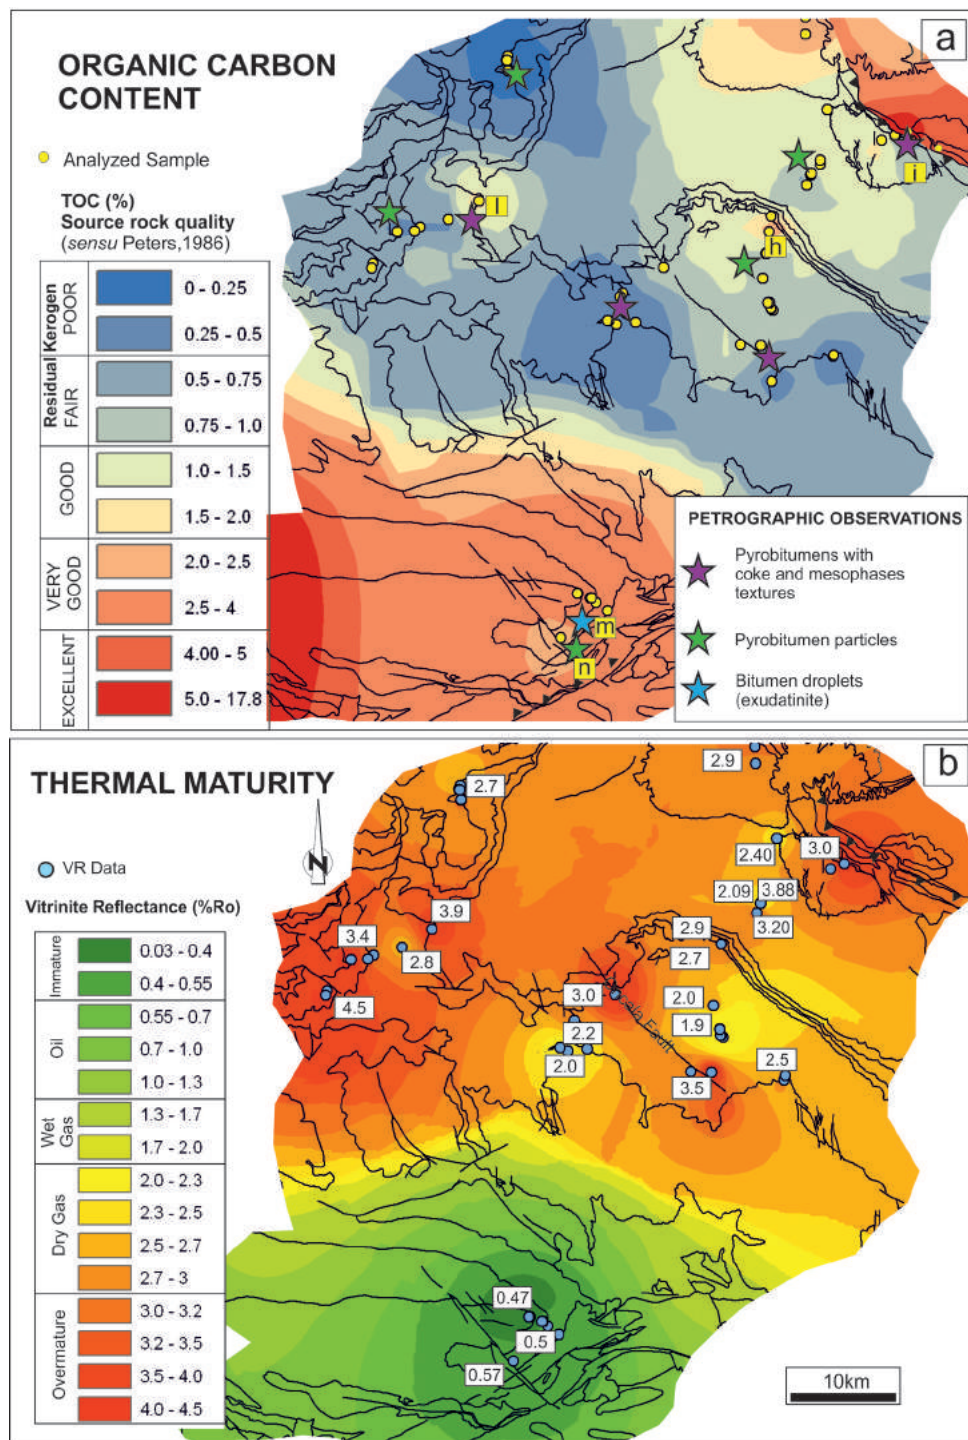 a
ORGANIC CARBON
CONTENT
Analyzed Sample
TOC (%)
Source rock quality
(sensu Peters,1986)
Residual Kerogen
POOR
0 - 0.25
0.25 - 0.5
FAIR
0.5 - 0.75
0.75 - 1.0
GOOD
1.0 - 1.5
1.5 - 2.0
VERY
GOOD
2.0 - 2.5
2.5 - 4
EXCELLENT
4.00 - 5
5.0 - 17.8
l
i
h
m
n
PETROGRAPHIC OBSERVATIONS
Pyrobitumens with
coke and mesophases
textures
Pyrobitumen particles
Bitumen droplets
(exudatinite)
b
THERMAL MATURITY
N
VR Data
Vitrinite Reflectance (%Ro)
Immature
0.03 - 0.4
0.4 - 0.55
Oil
0.55 - 0.7
0.7 - 1.0
1.0 - 1.3
Wet
Gas
1.3 - 1.7
1.7 - 2.0
Dry Gas
2.0 - 2.3
2.3 - 2.5
2.5 - 2.7
2.7 - 3
Overmature
3.0 - 3.2
3.2 - 3.5
3.5 - 4.0
4.0 - 4.5
2.9
2.7
2.40
3.0
2.09
3.88
3.20
3.9
3.4
2.8
2.9
2.7
4.5
3.0
2.0
1.9
2.2
2.0
2.5
3.5
Fault
0.47
0.5
0.57
10km